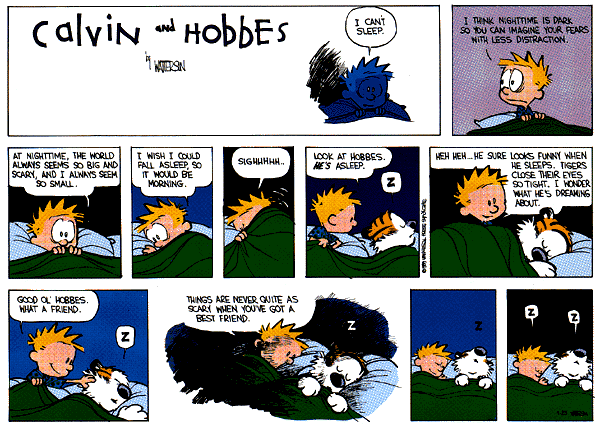 Calvin and Hobbes
by WATTERSON
I CAN'T
SLEEP.
I THINK NIGHTTIME IS DARK
SO YOU CAN IMAGINE YOUR FEARS
WITH LESS DISTRACTION.
AT NIGHTTIME, THE WORLD
ALWAYS SEEMS SO BIG AND
SCARY, AND I ALWAYS SEEM
SO SMALL.
I WISH I COULD
FALL ASLEEP, SO
IT WOULD BE
MORNING.
SIGHHHHH..
LOOK AT HOBBES.
HE'S ASLEEP.
Z
HEH HEH... HE SURE LOOKS FUNNY WHEN
HE SLEEPS. TIGERS
CLOSE THEIR EYES
SO TIGHT. I WONDER
WHAT HE'S DREAMING
ABOUT.
GOOD OL' HOBBES.
WHAT A FRIEND.
Z
THINGS ARE NEVER QUITE AS
SCARY WHEN YOU'VE GOT A
BEST FRIEND.
Z
Z
Z
Z